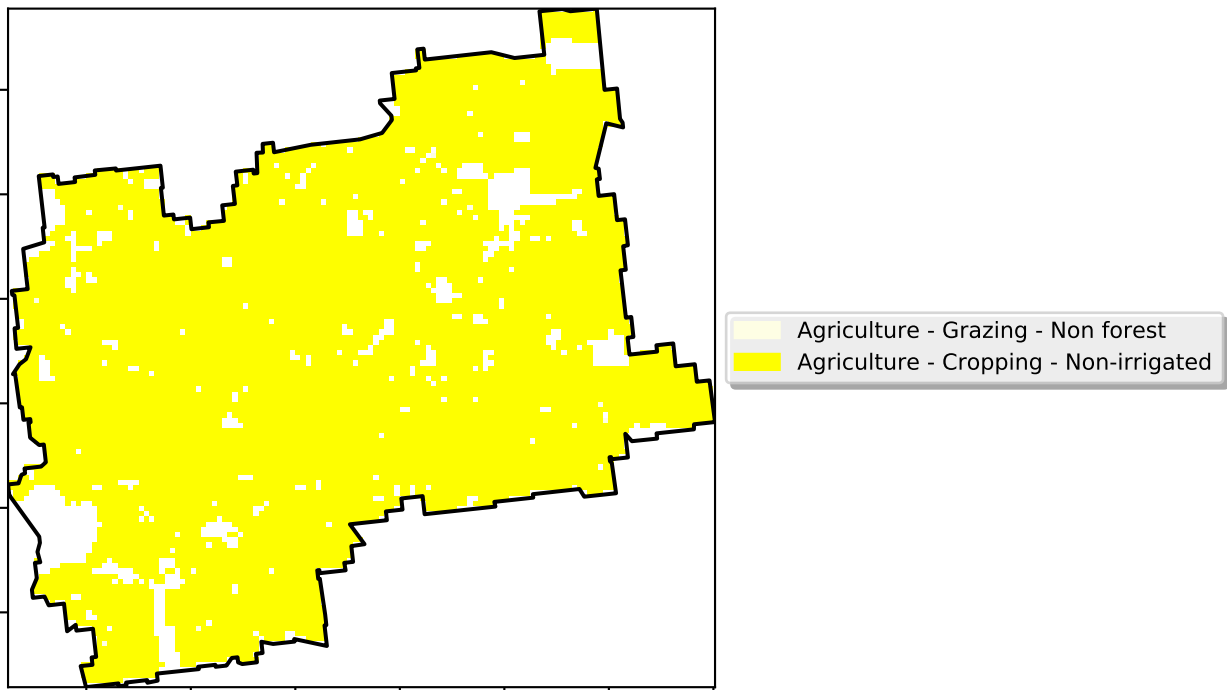 Agriculture - Grazing - Non forest
Agriculture - Cropping - Non-irrigated